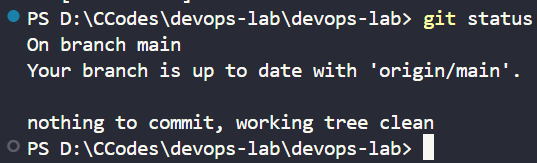 PS D:\CCodes\devops-lab\devops-lab> git status
On branch main
Your branch is up to date with 'origin/main'.
nothing to commit, working tree clean
PS D:\CCodes\devops-lab\devops-lab>